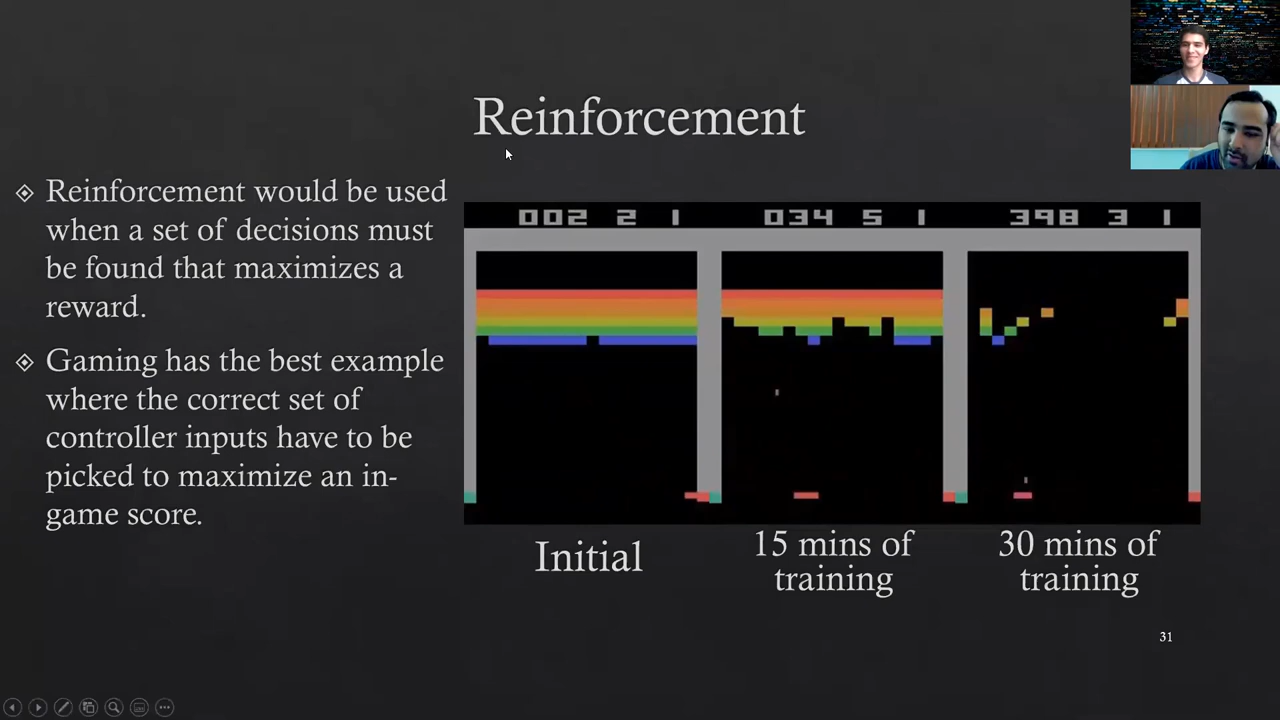 Reinforcement
Reinforcement would be used
when a set of decisions must
be found that maximizes a
reward.
Gaming has the best example
where the correct set of
controller inputs have to be
picked to maximize an in-
game score.
002 2 1
034 5 1
398 3 1
Initial
15 mins of
training
30 mins of
training
31